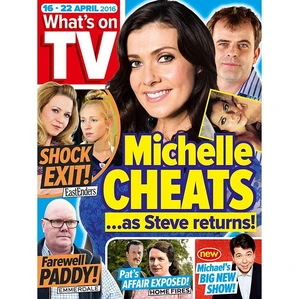 16 - 22 APRIL 2016
What's on
TV
SHOCK
EXIT!
EastEnders
Michelle
CHEATS
...as Steve returns!
Farewell
PADDY!
EMMERDALE
Pat's
AFFAIR EXPOSED!
HOME FIRES
new
Michael's
BIG NEW
SHOW!